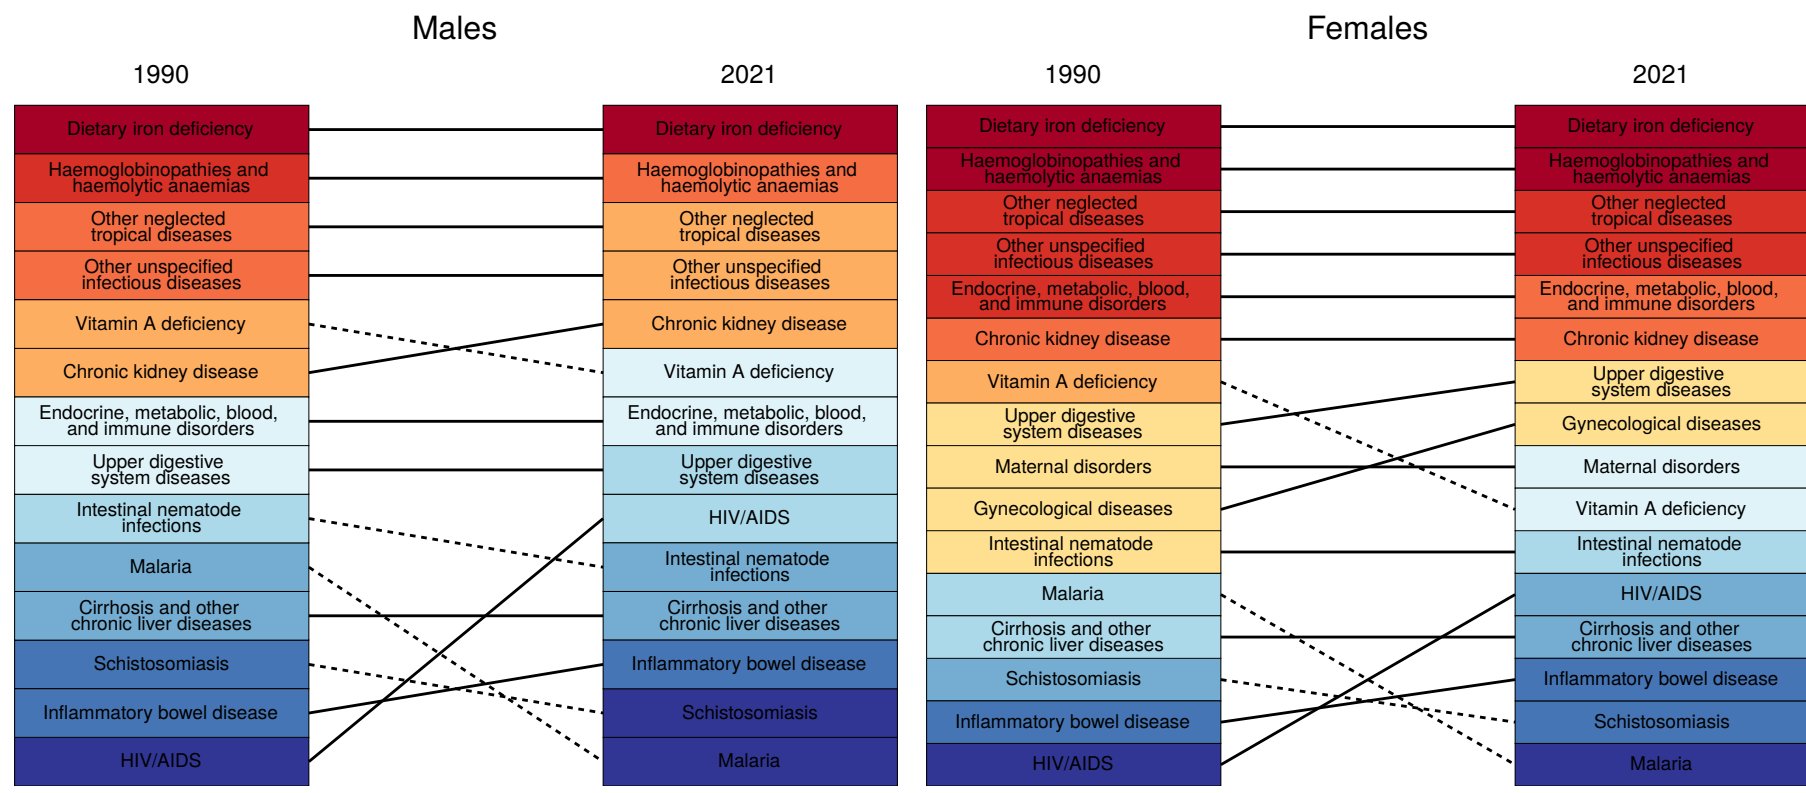 Males
1990
2021
Dietary iron deficiency
Haemoglobinopathies and
haemolytic anaemias
Other neglected
tropical diseases
Other unspecified
infectious diseases
Vitamin A deficiency
Chronic kidney disease
Endocrine, metabolic, blood,
and immune disorders
Upper digestive
system diseases
Intestinal nematode
infections
Malaria
Cirrhosis and other
chronic liver diseases
Schistosomiasis
Inflammatory bowel disease
HIV/AIDS
Dietary iron deficiency
Haemoglobinopathies and
haemolytic anaemias
Other neglected
tropical diseases
Other unspecified
infectious diseases
Chronic kidney disease
Vitamin A deficiency
Endocrine, metabolic, blood,
and immune disorders
Upper digestive
system diseases
HIV/AIDS
Intestinal nematode
infections
Cirrhosis and other
chronic liver diseases
Inflammatory bowel disease
Schistosomiasis
Malaria
Females
1990
2021
Dietary iron deficiency
Haemoglobinopathies and
haemolytic anaemias
Other neglected
tropical diseases
Other unspecified
infectious diseases
Endocrine, metabolic, blood,
and immune disorders
Chronic kidney disease
Vitamin A deficiency
Upper digestive
system diseases
Maternal disorders
Gynecological diseases
Intestinal nematode
infections
Malaria
Cirrhosis and other
chronic liver diseases
Schistosomiasis
Inflammatory bowel disease
HIV/AIDS
Dietary iron deficiency
Haemoglobinopathies and
haemolytic anaemias
Other neglected
tropical diseases
Other unspecified
infectious diseases
Endocrine, metabolic, blood,
and immune disorders
Chronic kidney disease
Upper digestive
system diseases
Gynecological diseases
Maternal disorders
Vitamin A deficiency
Intestinal nematode
infections
HIV/AIDS
Cirrhosis and other
chronic liver diseases
Inflammatory bowel disease
Schistosomiasis
Malaria